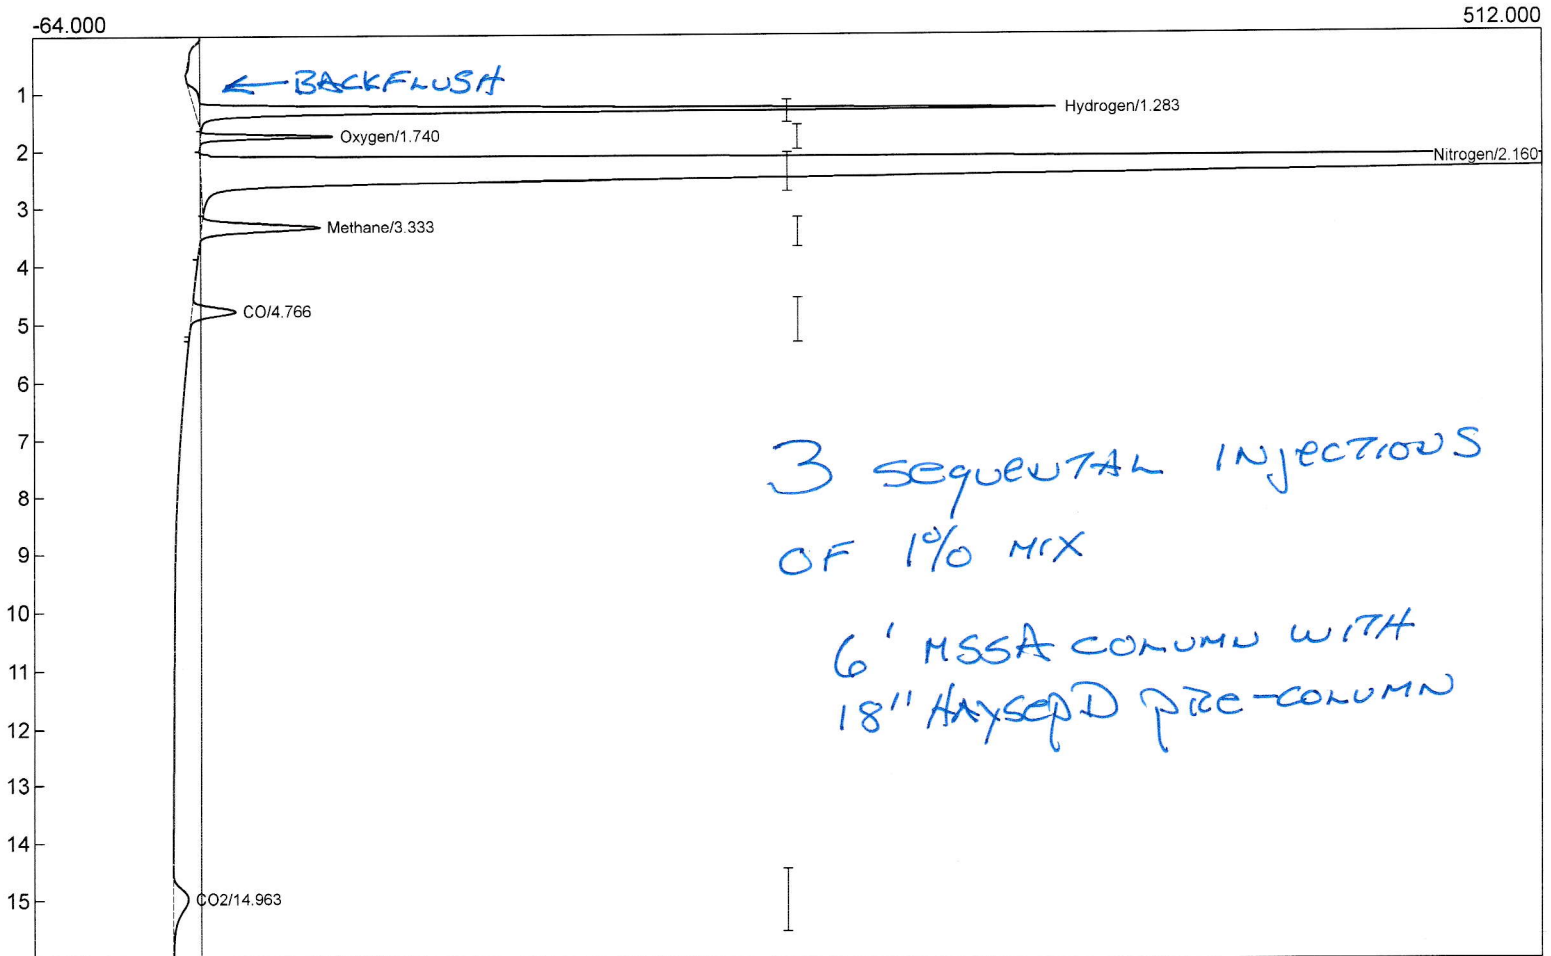 -64.000 512.000
← BACKFLUSH
1
Hydrogen/1.283
Oxygen/1.740
2
Nitrogen/2.160
3
Methane/3.333
4
CO/4.766
5
6
7
3 SEQUENTAL INJECTIONS
8
OF 1% MIX
9
10
6' MS5A COLUMN WITH
11
18" HAYSEPD PRE-COLUMN
12
13
14
CO2/14.963
15